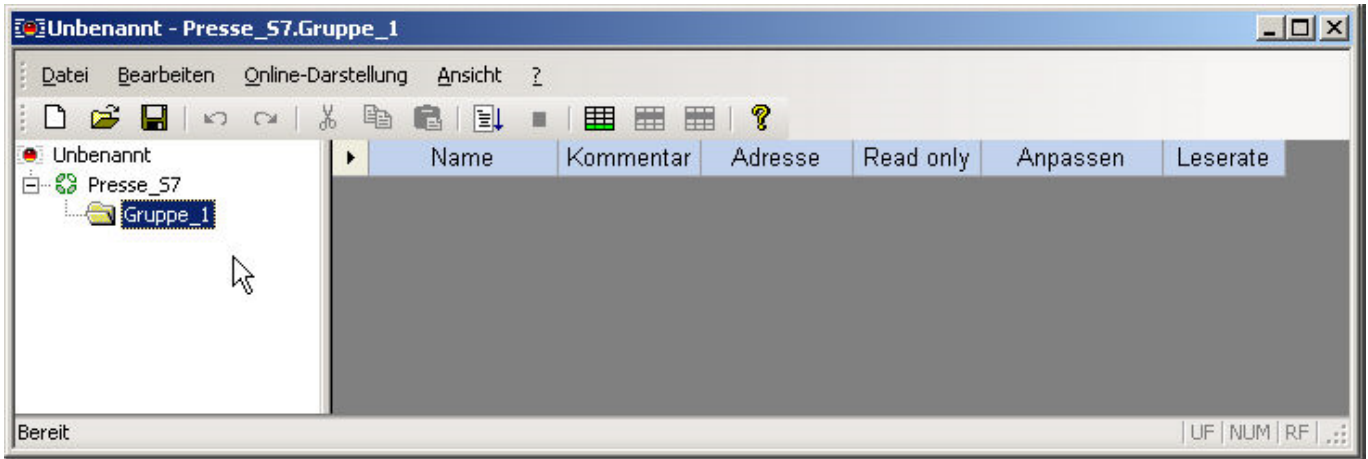 Unbenannt - Presse_S7.Gruppe_1
Datei Bearbeiten Online-Darstellung Ansicht ?
Unbenannt
Presse_S7
Gruppe_1
Name Kommentar Adresse Read only Anpassen Leserate
Bereit
UF NUM RF